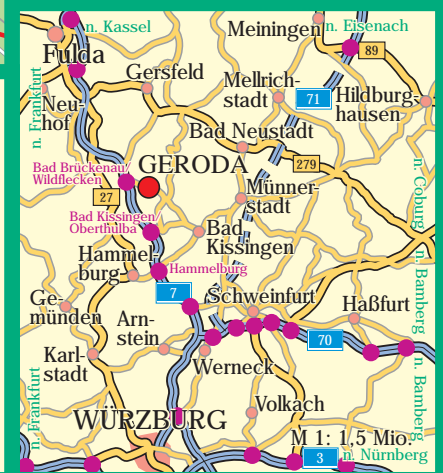 n. Kassel
Meiningen
n. Eisenach
89
Fulda
Gersfeld
Mellrich-
stadt
71
Hildburg-
hausen
n. Frankfurt
Neu-
hof
Bad Neustadt
Bad Brückenau/
Wildflecken
GERODA
279
27
Münner-
stadt
n. Coburg
Bad Kissingen/
Oberthulba
Bad
Kissingen
Hammel-
burg
Hammelburg
n. Bamberg
7
Schweinfurt
Haßfurt
Ge-
münden
Arn-
stein
70
Karl-
stadt
Werneck
n. Bamberg
n. Frankfurt
WÜRZBURG
Volkach
M 1: 1,5 Mio.
3
n. Nürnberg